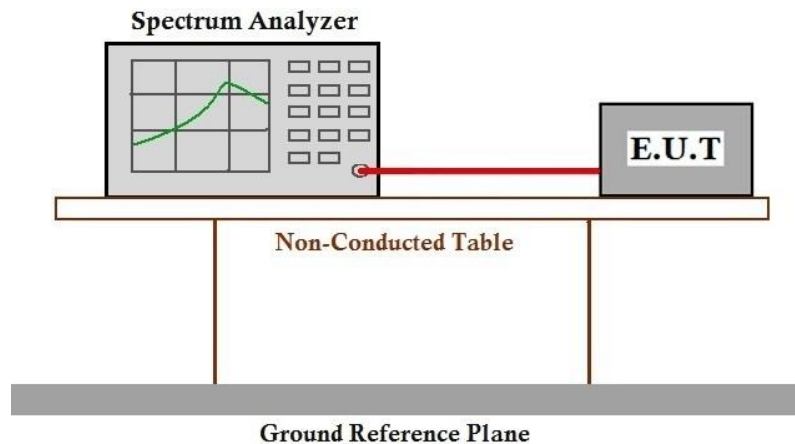 Spectrum Analyzer
E.U.T
Non-Conducted Table
Ground Reference Plane